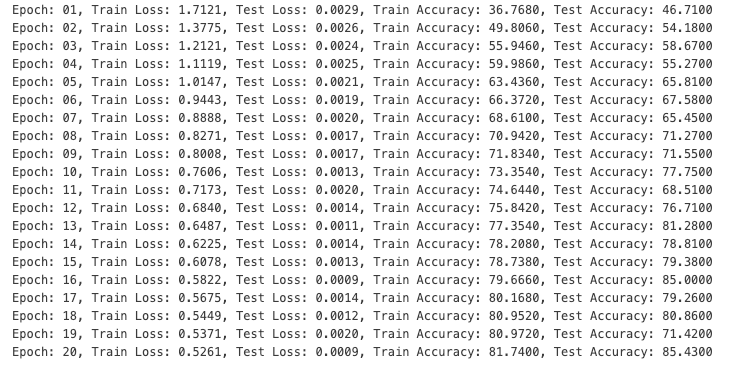 Epoch: 01, Train Loss: 1.7121, Test Loss: 0.0029, Train Accuracy: 36.7680, Test Accuracy: 46.7100
Epoch: 02, Train Loss: 1.3775, Test Loss: 0.0026, Train Accuracy: 49.8060, Test Accuracy: 54.1800
Epoch: 03, Train Loss: 1.2121, Test Loss: 0.0024, Train Accuracy: 55.9460, Test Accuracy: 58.6700
Epoch: 04, Train Loss: 1.1119, Test Loss: 0.0025, Train Accuracy: 59.9860, Test Accuracy: 55.2700
Epoch: 05, Train Loss: 1.0147, Test Loss: 0.0021, Train Accuracy: 63.4360, Test Accuracy: 65.8100
Epoch: 06, Train Loss: 0.9443, Test Loss: 0.0019, Train Accuracy: 66.3720, Test Accuracy: 67.5800
Epoch: 07, Train Loss: 0.8888, Test Loss: 0.0020, Train Accuracy: 68.6100, Test Accuracy: 65.4500
Epoch: 08, Train Loss: 0.8271, Test Loss: 0.0017, Train Accuracy: 70.9420, Test Accuracy: 71.2700
Epoch: 09, Train Loss: 0.8008, Test Loss: 0.0017, Train Accuracy: 71.8340, Test Accuracy: 71.5500
Epoch: 10, Train Loss: 0.7606, Test Loss: 0.0013, Train Accuracy: 73.3540, Test Accuracy: 77.7500
Epoch: 11, Train Loss: 0.7173, Test Loss: 0.0020, Train Accuracy: 74.6440, Test Accuracy: 68.5100
Epoch: 12, Train Loss: 0.6840, Test Loss: 0.0014, Train Accuracy: 75.8420, Test Accuracy: 76.7100
Epoch: 13, Train Loss: 0.6487, Test Loss: 0.0011, Train Accuracy: 77.3540, Test Accuracy: 81.2800
Epoch: 14, Train Loss: 0.6225, Test Loss: 0.0014, Train Accuracy: 78.2080, Test Accuracy: 78.8100
Epoch: 15, Train Loss: 0.6078, Test Loss: 0.0013, Train Accuracy: 78.7380, Test Accuracy: 79.3800
Epoch: 16, Train Loss: 0.5822, Test Loss: 0.0009, Train Accuracy: 79.6660, Test Accuracy: 85.0000
Epoch: 17, Train Loss: 0.5675, Test Loss: 0.0014, Train Accuracy: 80.1680, Test Accuracy: 79.2600
Epoch: 18, Train Loss: 0.5449, Test Loss: 0.0012, Train Accuracy: 80.9520, Test Accuracy: 80.8600
Epoch: 19, Train Loss: 0.5371, Test Loss: 0.0020, Train Accuracy: 80.9720, Test Accuracy: 71.4200
Epoch: 20, Train Loss: 0.5261, Test Loss: 0.0009, Train Accuracy: 81.7400, Test Accuracy: 85.4300